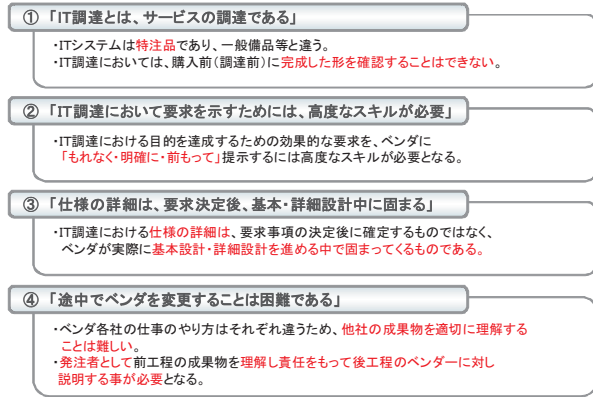 ① 「IT調達とは、サービスの調達である」
・ITシステムは特注品であり、一般備品等と違う。
・IT調達においては、購入前(調達前)に完成した形を確認することはできない。
② 「IT調達において要求を示すためには、高度なスキルが必要」
・IT調達における目的を達成するための効果的な要求を、ベンダに
「もれなく・明確に・前もって」提示するには高度なスキルが必要となる。
③ 「仕様の詳細は、要求決定後、基本・詳細設計中に固まる」
・IT調達における仕様の詳細は、要求事項の決定後に確定するものではなく、
ベンダが実際に基本設計・詳細設計を進める中で固まってくるものである。
④ 「途中でベンダを変更することは困難である」
・ベンダ各社の仕事のやり方はそれぞれ違うため、他社の成果物を適切に理解する
ことは難しい。
・発注者として前工程の成果物を理解し責任をもって後工程のベンダーに対し
説明する事が必要となる。